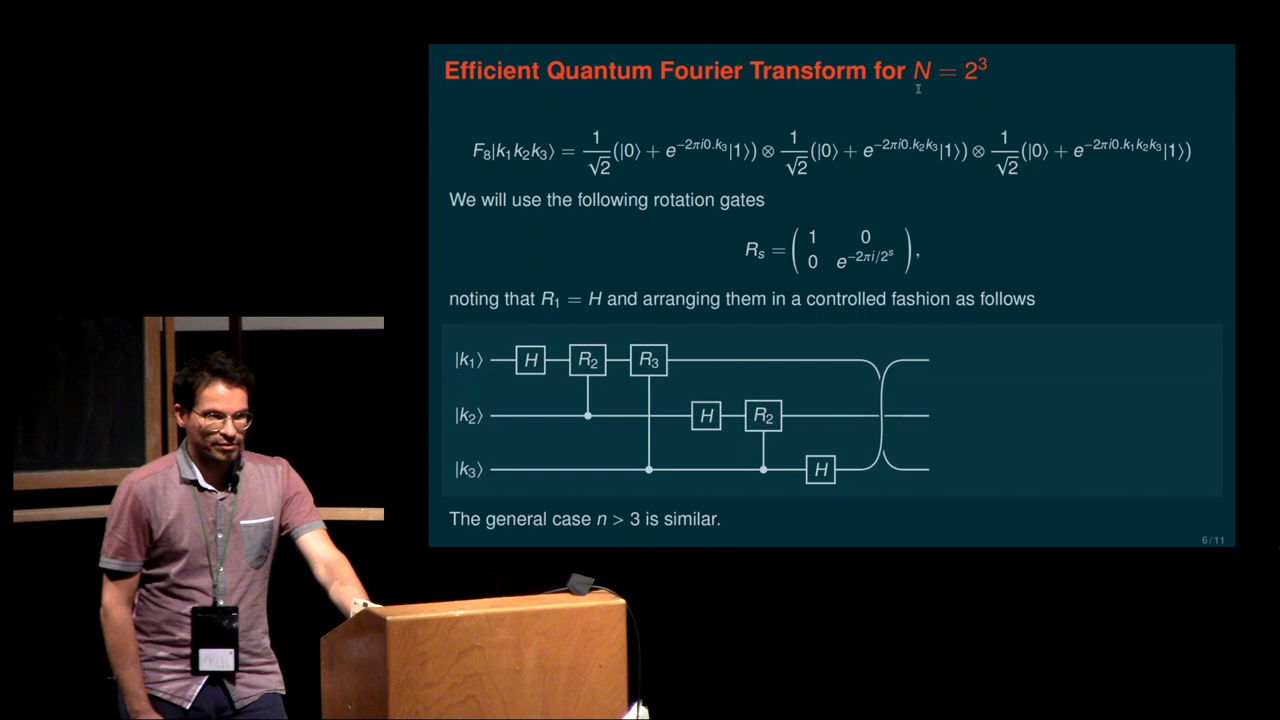 Efficient Quantum Fourier Transform for N = 2³
F₈|k₁k₂k₃⟩ = 1/√2(|0⟩ + e^{−2πi0.k₃}|1⟩) ⊗ 1/√2(|0⟩ + e^{−2πi0.k₂k₃}|1⟩) ⊗ 1/√2(|0⟩ + e^{−2πi0.k₁k₂k₃}|1⟩)
We will use the following rotation gates
Rₛ = ( 1 0
0 e^{−2πi/2^s} ),
noting that R₁ = H and arranging them in a controlled fashion as follows
|k₁⟩ H R₂ R₃
|k₂⟩ H R₂
|k₃⟩ H
The general case n > 3 is similar.
6/11